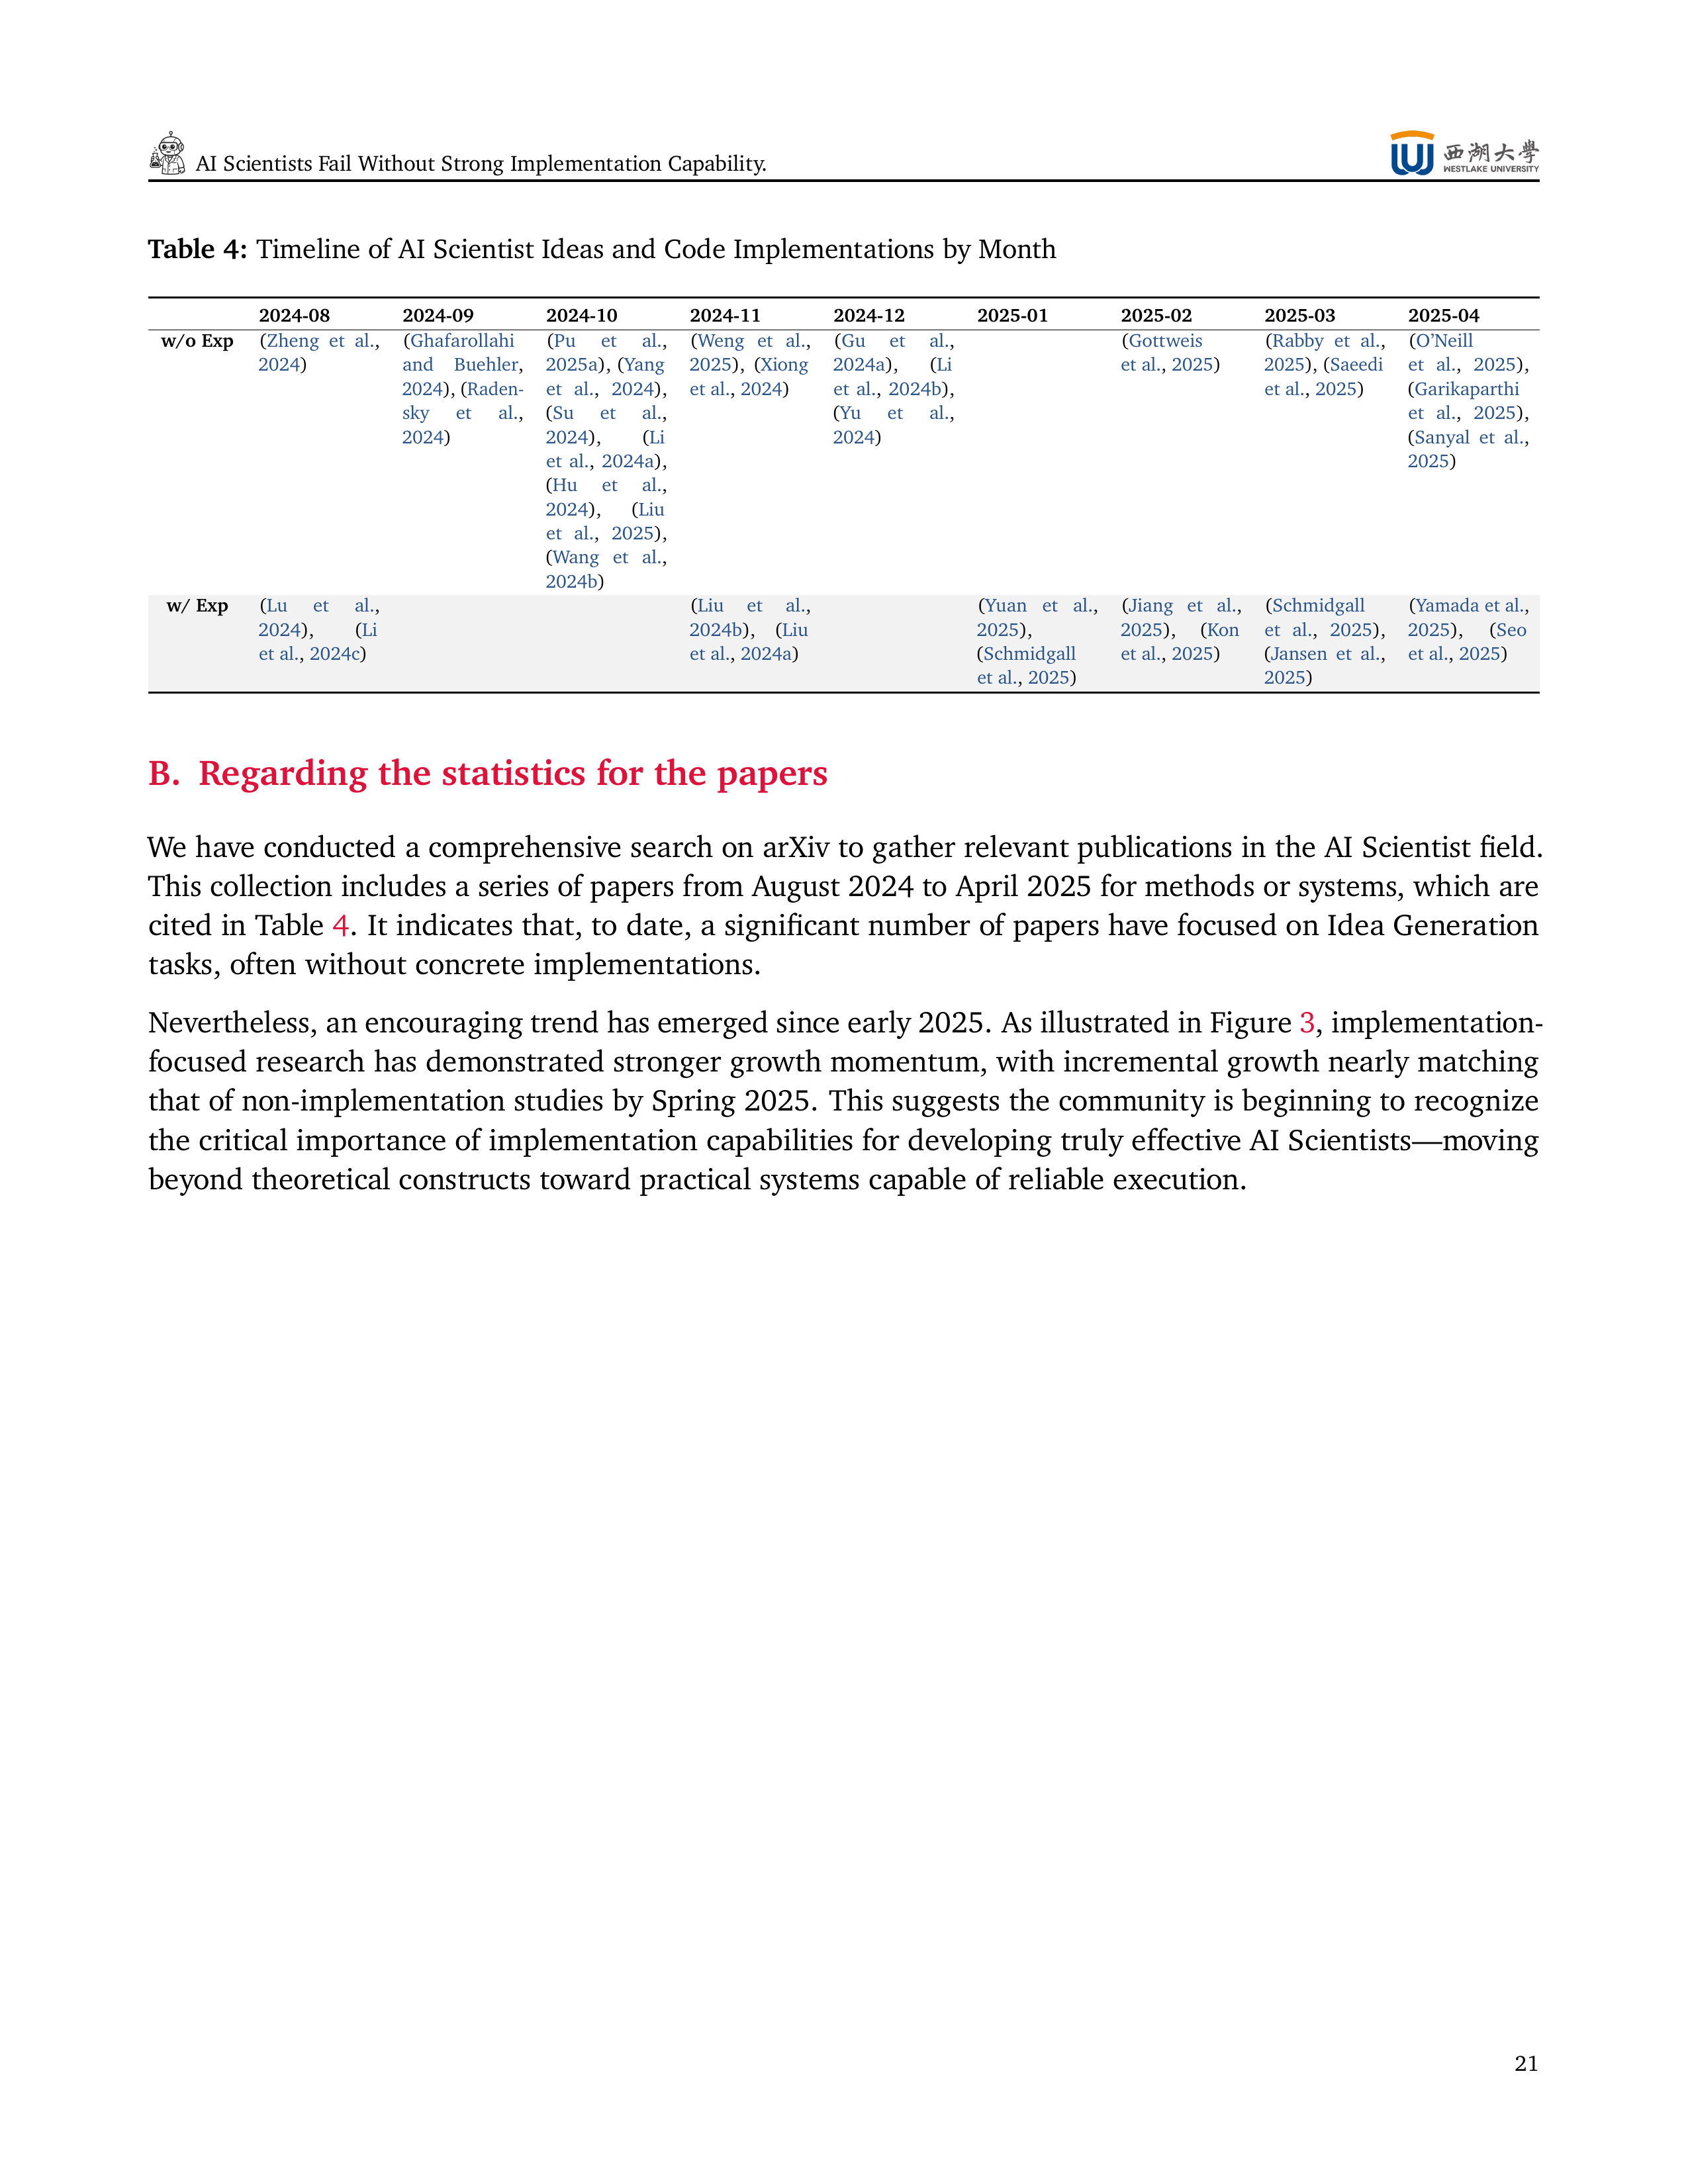 AI Scientists Fail Without Strong Implementation Capability.
西湖大學
WESTLAKE UNIVERSITY
Table 4: Timeline of AI Scientist Ideas and Code Implementations by Month
2024-08 2024-09 2024-10 2024-11 2024-12 2025-01 2025-02 2025-03 2025-04
w/o Exp (Zheng et al., (Ghafarollahi (Pu et al., (Weng et al., (Gu et al., (Gottweis (Rabby et al., (O'Neill
2024) and Buehler, 2025a), (Yang 2025), (Xiong 2024a), (Li et al., 2025) 2025), (Saeedi et al., 2025),
2024), (Raden- et al., 2024), et al., 2024) et al., 2024b), et al., 2025) (Garikaparthi
sky et al., (Su et al., (Yu et al., et al., 2025),
2024) 2024), (Li 2024) (Sanyal et al.,
et al., 2024a), 2025)
(Hu et al.,
2024), (Liu
et al., 2025),
(Wang et al.,
2024b)
w/ Exp (Lu et al., (Liu et al., (Yuan et al., (Jiang et al., (Schmidgall (Yamada et al.,
2024), (Li 2024b), (Liu 2025), 2025), (Kon et al., 2025), 2025), (Seo
et al., 2024c) et al., 2024a) (Schmidgall et al., 2025) (Jansen et al., et al., 2025)
et al., 2025) 2025)
B. Regarding the statistics for the papers
We have conducted a comprehensive search on arXiv to gather relevant publications in the AI Scientist field.
This collection includes a series of papers from August 2024 to April 2025 for methods or systems, which are
cited in Table 4. It indicates that, to date, a significant number of papers have focused on Idea Generation
tasks, often without concrete implementations.
Nevertheless, an encouraging trend has emerged since early 2025. As illustrated in Figure 3, implementation-
focused research has demonstrated stronger growth momentum, with incremental growth nearly matching
that of non-implementation studies by Spring 2025. This suggests the community is beginning to recognize
the critical importance of implementation capabilities for developing truly effective AI Scientists—moving
beyond theoretical constructs toward practical systems capable of reliable execution.
21